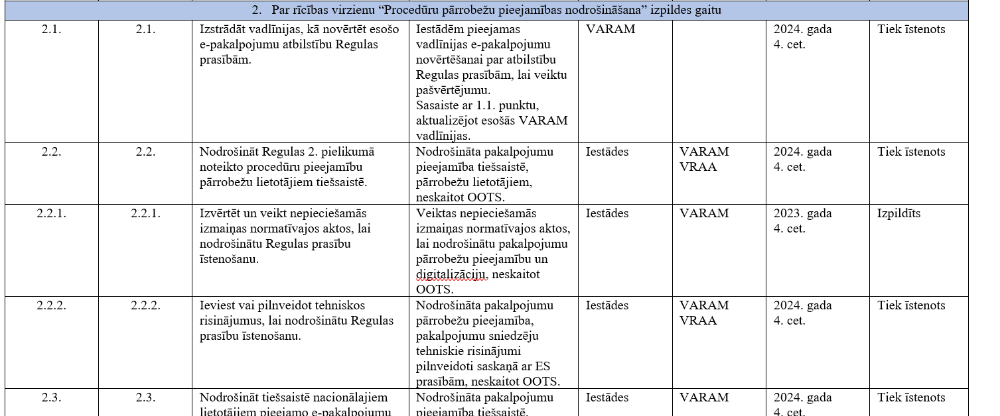 2. Par rīcības virzienu “Procedūru pārrobežu pieejamības nodrošināšana” izpildes gaitu
2.1.
2.1.
Izstrādāt vadlīnijas, kā novērtēt esošo
e-pakalpojumu atbilstību Regulas
prasībām.
Iestādēm pieejamas
vadlīnijas e-pakalpojumu
novērtēšanai par atbilstību
Regulas prasībām, lai veiktu
pašvērtējumu.
Sasaiste ar 1.1. punktu,
aktualizējot esošās VARAM
vadlīnijas.
VARAM
2024. gada
4. cet.
Tiek īstenots
2.2.
2.2.
Nodrošināt Regulas 2. pielikumā
noteikto procedūru pieejamību
pārrobežu lietotājiem tiešsaistē.
Nodrošināta pakalpojumu
pieejamība tiešsaistē,
pārrobežu lietotājiem,
neskaitot OOTS.
Iestādes
VARAM
VRAA
2024. gada
4. cet.
Tiek īstenots
2.2.1.
2.2.1.
Izvērtēt un veikt nepieciešamās
izmaiņas normatīvajos aktos, lai
nodrošinātu Regulas prasību
īstenošanu.
Veiktas nepieciešamās
izmaiņas normatīvajos aktos,
lai nodrošinātu pakalpojumu
pārrobežu pieejamību un
digitalizāciju, neskaitot
OOTS.
Iestādes
VARAM
2023. gada
4. cet.
Izpildīts
2.2.2.
2.2.2.
Ieviest vai pilnveidot tehniskos
risinājumus, lai nodrošinātu Regulas
prasību īstenošanu.
Nodrošināta pakalpojumu
pārrobežu pieejamība,
pakalpojumu sniedzēju
tehniskie risinājumi
pilnveidoti saskaņā ar ES
prasībām, neskaitot OOTS.
Iestādes
VARAM
VRAA
2024. gada
4. cet.
Tiek īstenots
2.3.
2.3.
Nodrošināt tiešsaistē nacionālajiem
lietotājiem pieejamo e-pakalpojumu
Nodrošināta pakalpojumu
pieejamība tiešsaistē,
Iestādes
VARAM
2024. gada
4. cet.
Tiek īstenots